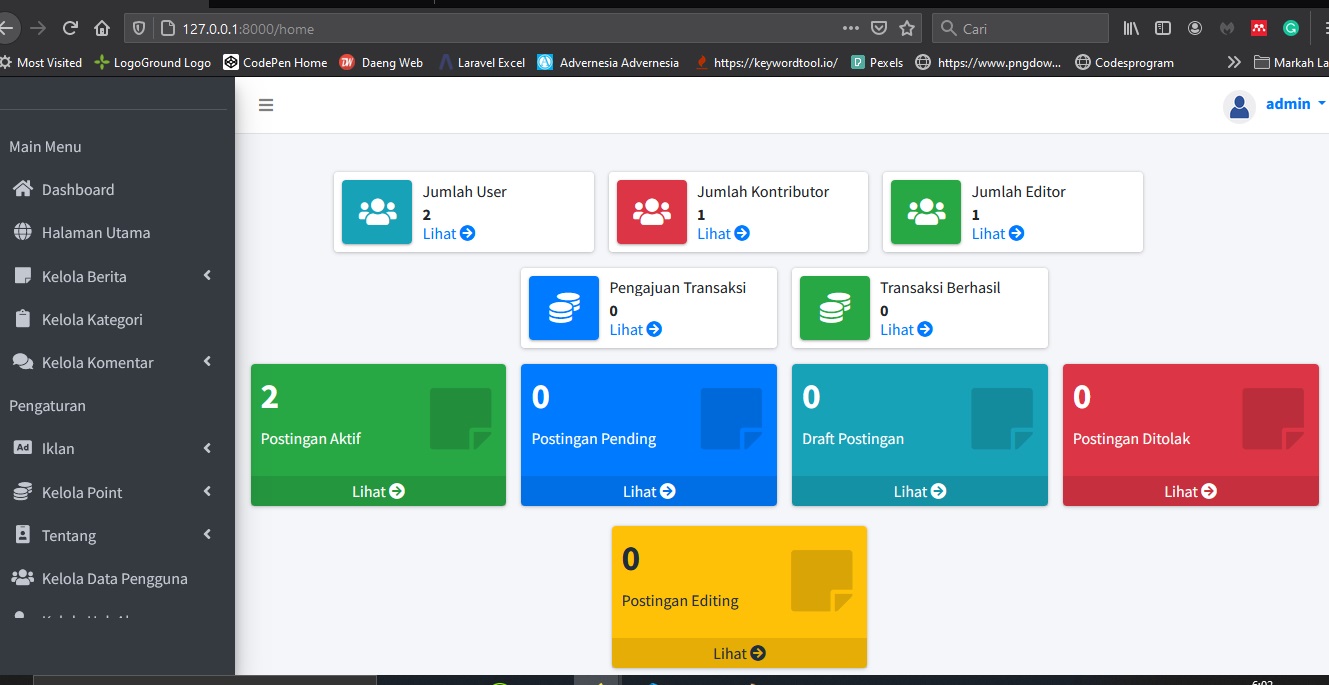 127.0.0.1:8000/home
Cari
Most Visited
LogoGround Logo
CodePen Home
Daeng Web
Laravel Excel
Advernesia Advernesia
https://keywordtool.io/
Pexels
https://www.pngdow...
Codesprogram
Markah La
admin
Main Menu
Dashboard
Halaman Utama
Kelola Berita
Kelola Kategori
Kelola Komentar
Pengaturan
Ad Iklan
Kelola Point
Tentang
Kelola Data Pengguna
Jumlah User
2
Lihat
Jumlah Kontributor
1
Lihat
Jumlah Editor
1
Lihat
Pengajuan Transaksi
0
Lihat
Transaksi Berhasil
0
Lihat
2
Postingan Aktif
Lihat
0
Postingan Pending
Lihat
0
Draft Postingan
Lihat
0
Postingan Ditolak
Lihat
0
Postingan Editing
Lihat